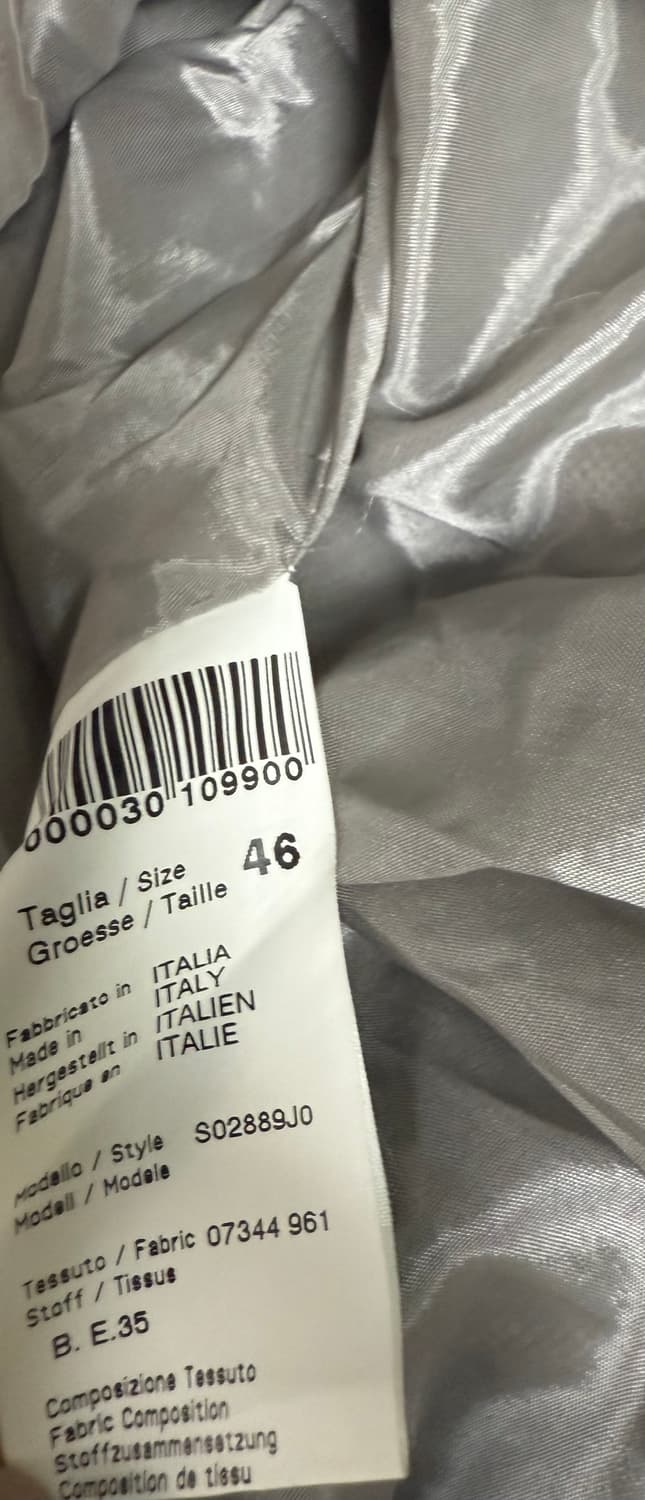 000030 109900
Taglia / Size 46
Groesse / Taille
Fabbricato in ITALIA
Made in ITALY
Hergestellt in ITALIEN
Fabrique en ITALIE
Modello / Style S02889J0
Modell / Modele
Tessuto / Fabric 07344 961
Stoff / Tissus
B. E.35
Composizione Tessuto
Fabric Composition
Stoffzusammensetzung
Composition de tissu